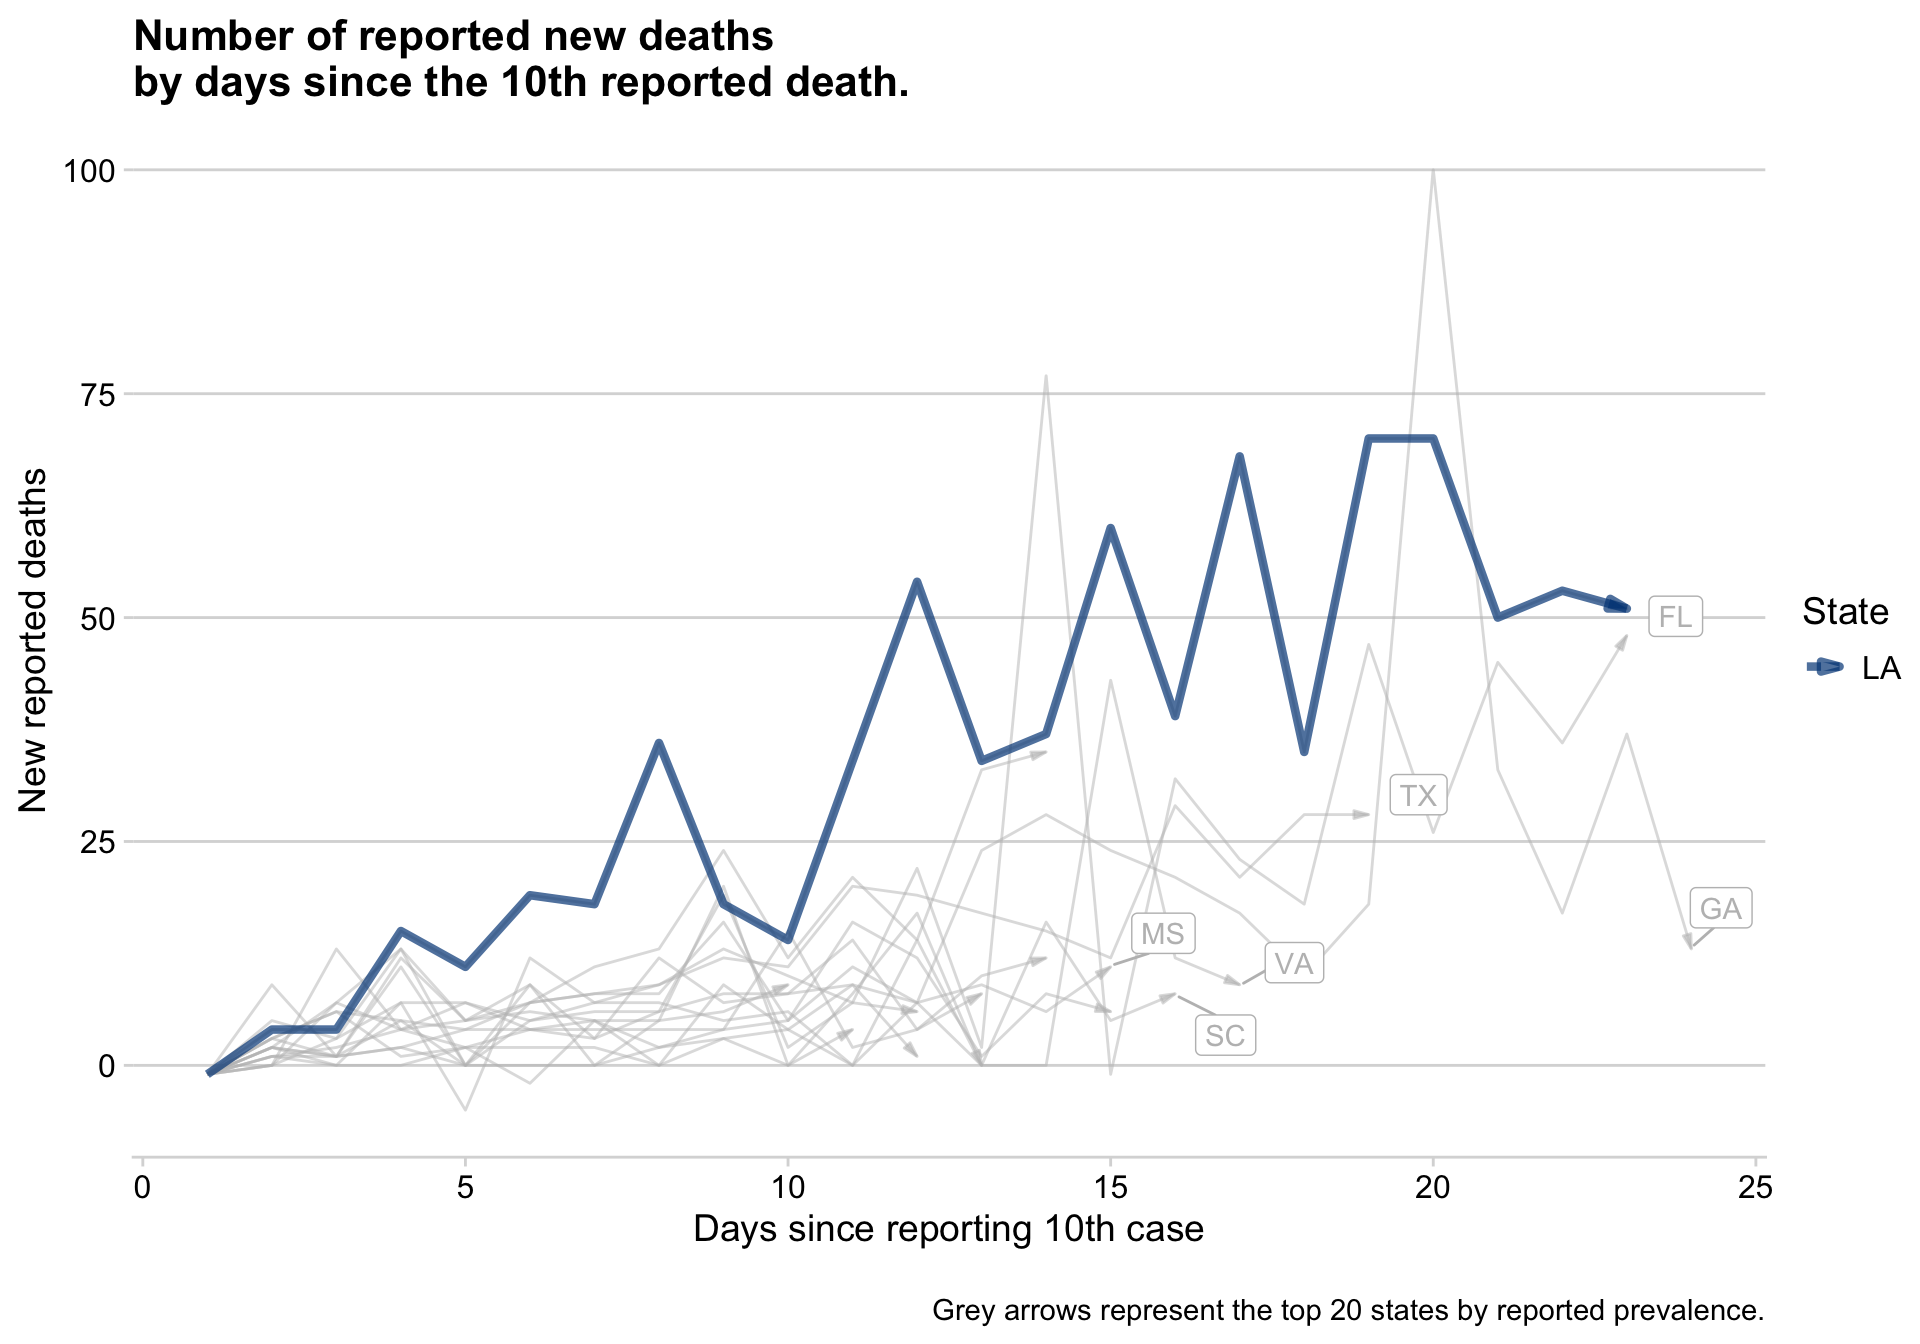 Number of reported new deaths
by days since the 10th reported death.
100
75
50
25
0
New reported deaths
FL
TX
GA
MS
VA
SC
State
LA
0 5 10 15 20 25
Days since reporting 10th case
Grey arrows represent the top 20 states by reported prevalence.